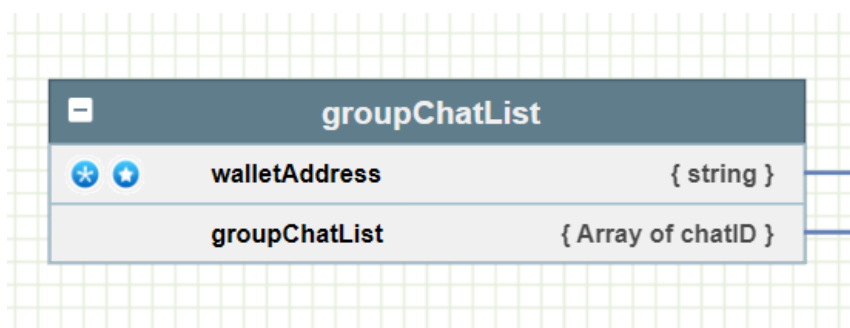 groupChatList
walletAddress { string }
groupChatList { Array of chatID }